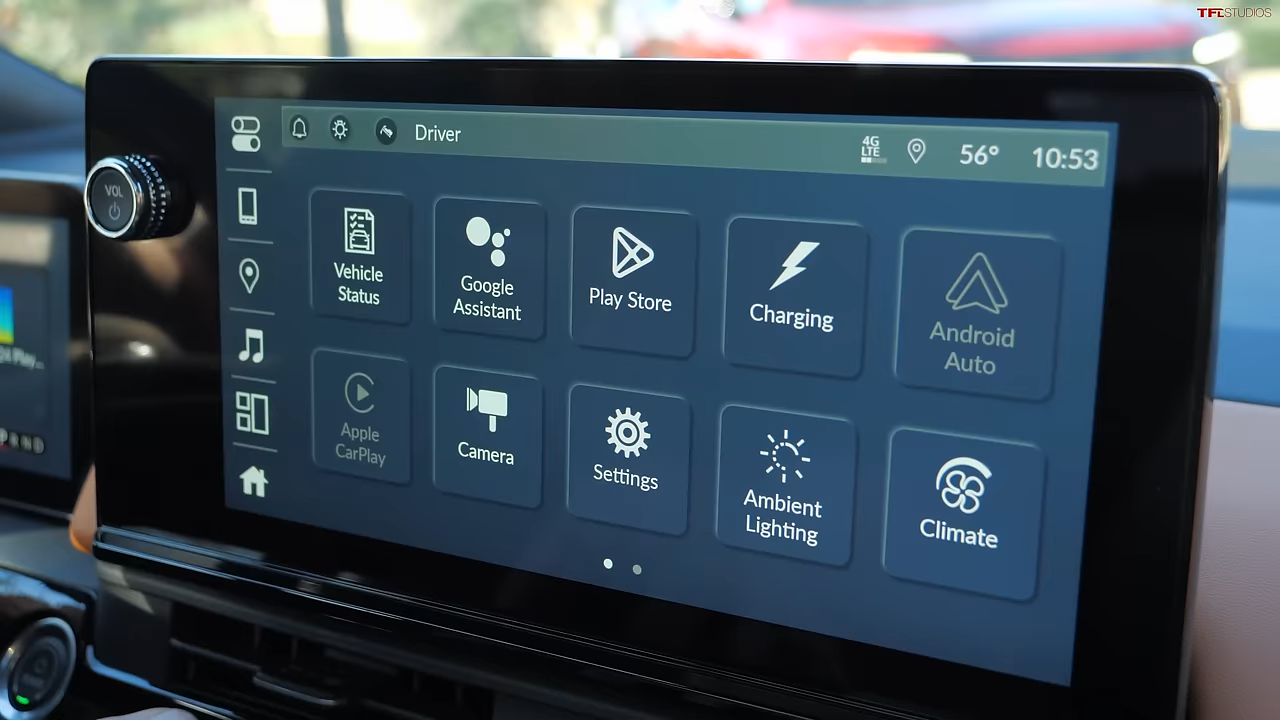 TFLSTUDIOS
Driver
4G
LTE
56°
10:53
VOL
Vehicle
Status
Google
Assistant
Play Store
Charging
Android
Auto
Apple
CarPlay
Camera
Settings
Ambient
Lighting
Climate
Play...